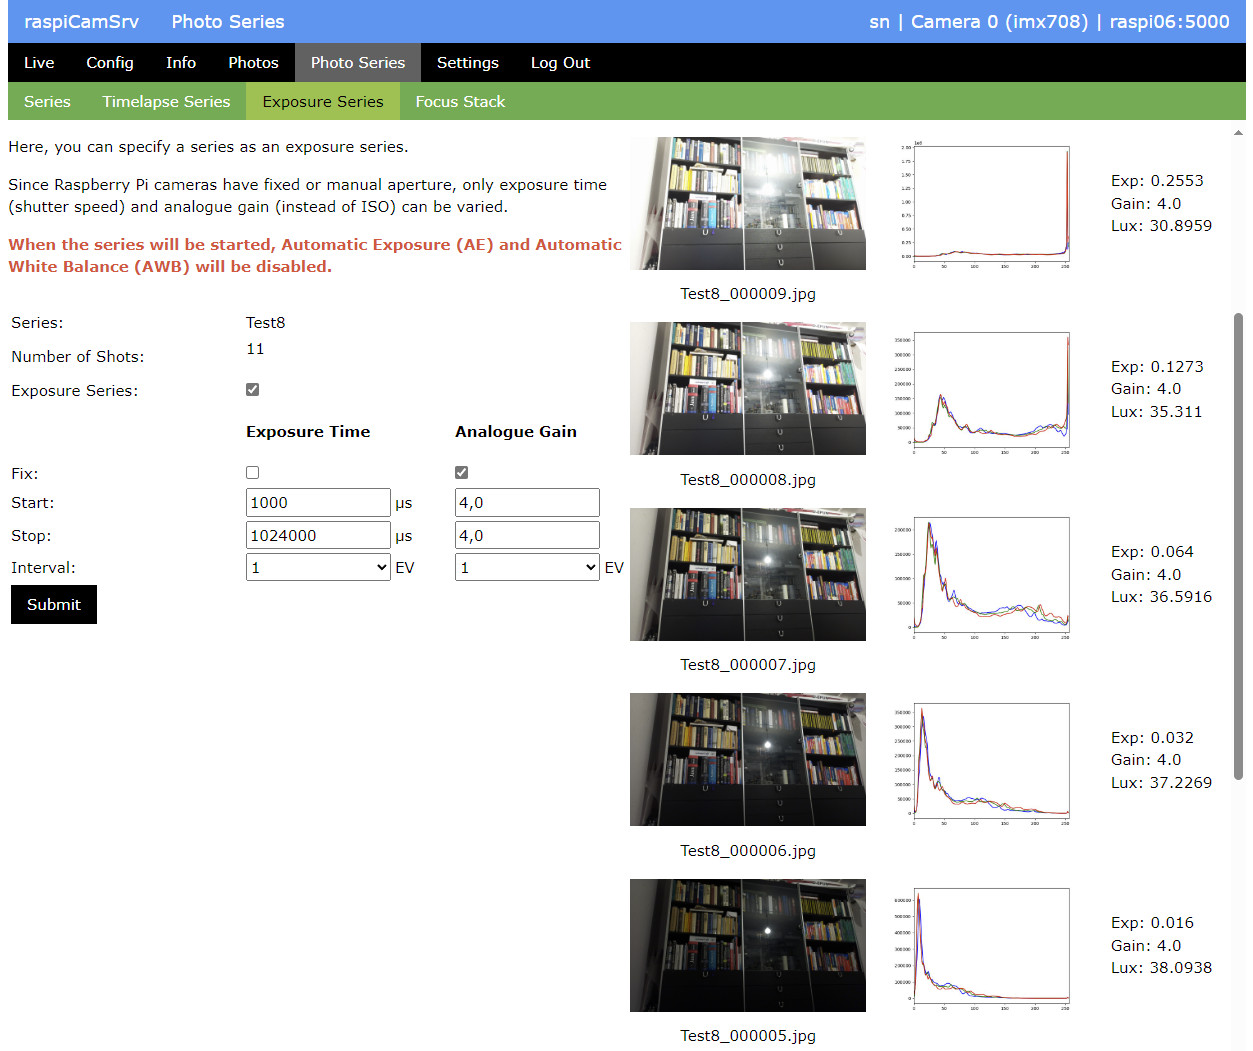 raspiCamSrv Photo Series sn | Camera 0 (imx708) | raspi06:5000
Live Config Info Photos Photo Series Settings Log Out
Series Timelapse Series Exposure Series Focus Stack
Here, you can specify a series as an exposure series.
Since Raspberry Pi cameras have fixed or manual aperture, only exposure time
(shutter speed) and analogue gain (instead of ISO) can be varied.
When the series will be started, Automatic Exposure (AE) and Automatic
White Balance (AWB) will be disabled.
Series: Test8
Number of Shots: 11
Exposure Series:
Exposure Time Analogue Gain
Fix:
Start: 1000 µs 4,0
Stop: 1024000 µs 4,0
Interval: 1 EV 1 EV
Submit
Exp: 0.2553
Gain: 4.0
Lux: 30.8959
Test8_000009.jpg
Exp: 0.1273
Gain: 4.0
Lux: 35.311
Test8_000008.jpg
Exp: 0.064
Gain: 4.0
Lux: 36.5916
Test8_000007.jpg
Exp: 0.032
Gain: 4.0
Lux: 37.2269
Test8_000006.jpg
Exp: 0.016
Gain: 4.0
Lux: 38.0938
Test8_000005.jpg